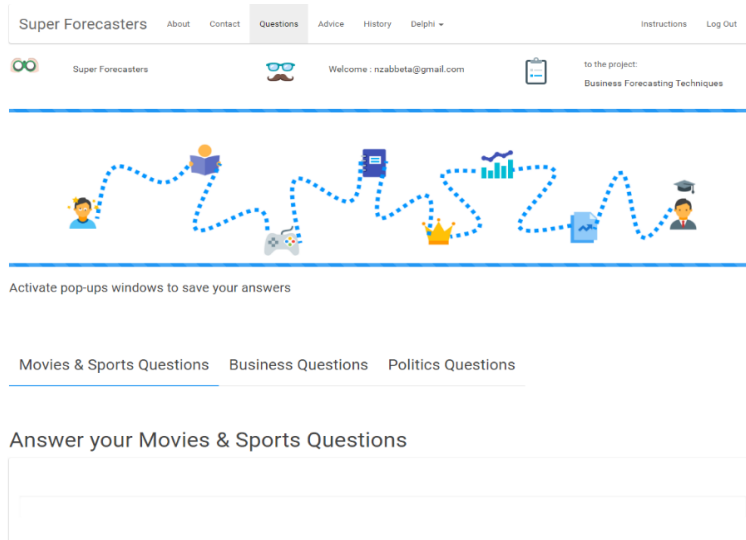 Super Forecasters About Contact Questions Advice History Delphi Instructions Log Out
Super Forecasters
Welcome : nzabbeta@gmail.com
to the project:
Business Forecasting Techniques
Activate pop-ups windows to save your answers
Movies & Sports Questions Business Questions Politics Questions
Answer your Movies & Sports Questions